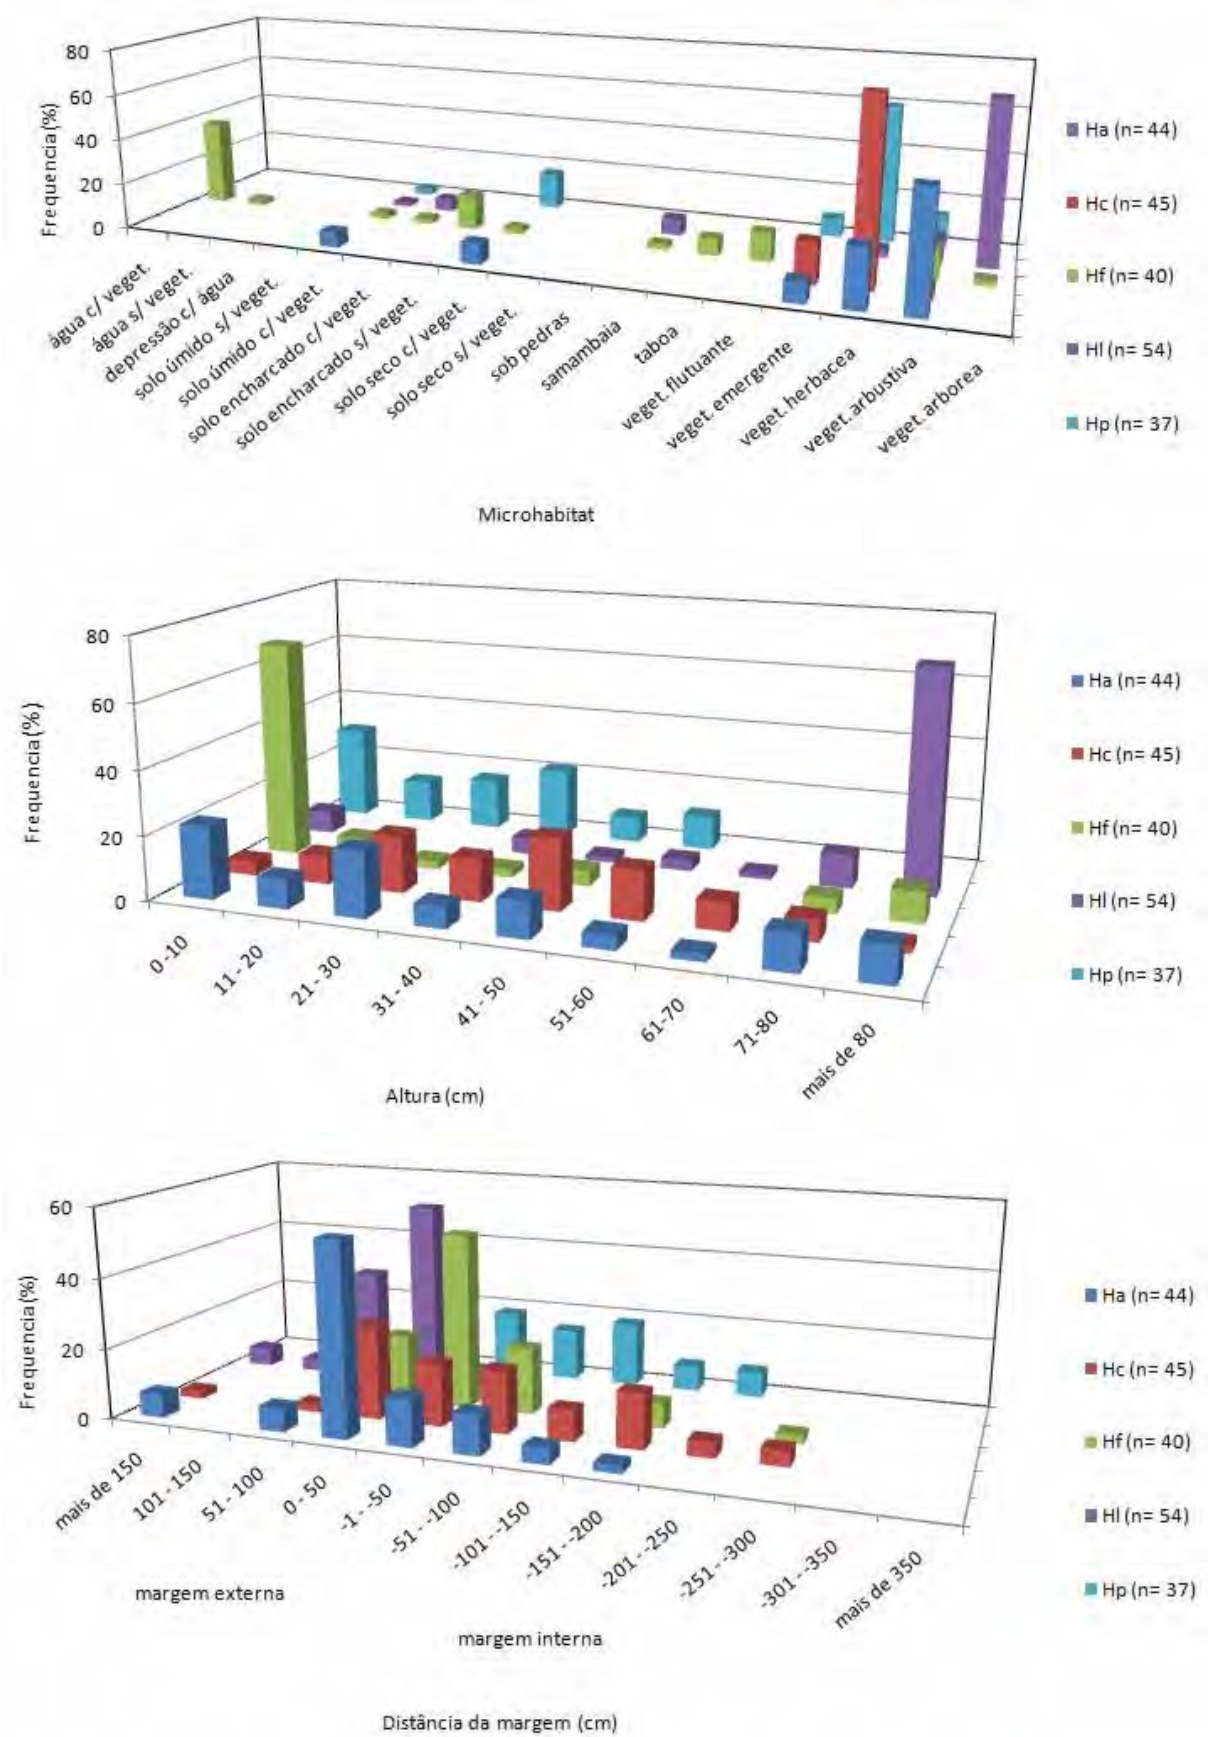 80
60
40
20
0
Frequencia(%)
água c/ veget.
água s/ veget.
depressão c/ água
solo úmido s/ veget.
solo úmido c/ veget.
solo encharcado c/ veget.
solo encharcado s/ veget.
solo seco c/ veget.
solo seco s/ veget.
sob pedras
samambaia
taboa
veget. flutuante
veget. emergente
veget. herbacea
veget. arbustiva
veget. arborea
Microhabitat
Ha (n= 44)
Hc (n= 45)
Hf (n= 40)
Hl (n= 54)
Hp (n= 37)
80
60
40
20
0
Frequencia(%)
0 -10
11 - 20
21 - 30
31 - 40
41 - 50
51-60
61-70
71-80
mais de 80
Altura (cm)
Ha (n= 44)
Hc (n= 45)
Hf (n= 40)
Hl (n= 54)
Hp (n= 37)
60
40
20
0
Frequencia(%)
mais de 150
101 - 150
51 - 100
0 - 50
-1 - -50
-51 - -100
-101 - -150
-151 - -200
-201 - -250
-251 - -300
-301 - -350
mais de 350
margem externa
margem interna
Distância da margem (cm)
Ha (n= 44)
Hc (n= 45)
Hf (n= 40)
Hl (n= 54)
Hp (n= 37)